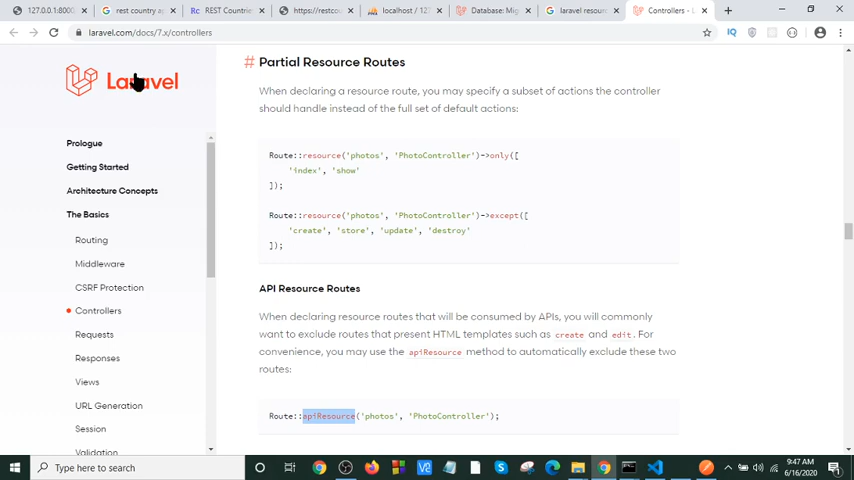 127.0.0.1:8000
rest country ap
REST Countrie
https://restcou
localhost / 127
Database: Mig
laravel resourc
Controllers - L
laravel.com/docs/7.x/controllers
Laravel
Prologue
Getting Started
Architecture Concepts
The Basics
Routing
Middleware
CSRF Protection
Controllers
Requests
Responses
Views
URL Generation
Session
Validation
# Partial Resource Routes
When declaring a resource route, you may specify a subset of actions the controller
should handle instead of the full set of default actions:
Route::resource('photos', 'PhotoController')->only([
'index', 'show'
]);
Route::resource('photos', 'PhotoController')->except([
'create', 'store', 'update', 'destroy'
]);
API Resource Routes
When declaring resource routes that will be consumed by APIs, you will commonly
want to exclude routes that present HTML templates such as create and edit. For
convenience, you may use the apiResource method to automatically exclude these two
routes:
Route::apiResource('photos', 'PhotoController');
Type here to search
9:47 AM
6/16/2020